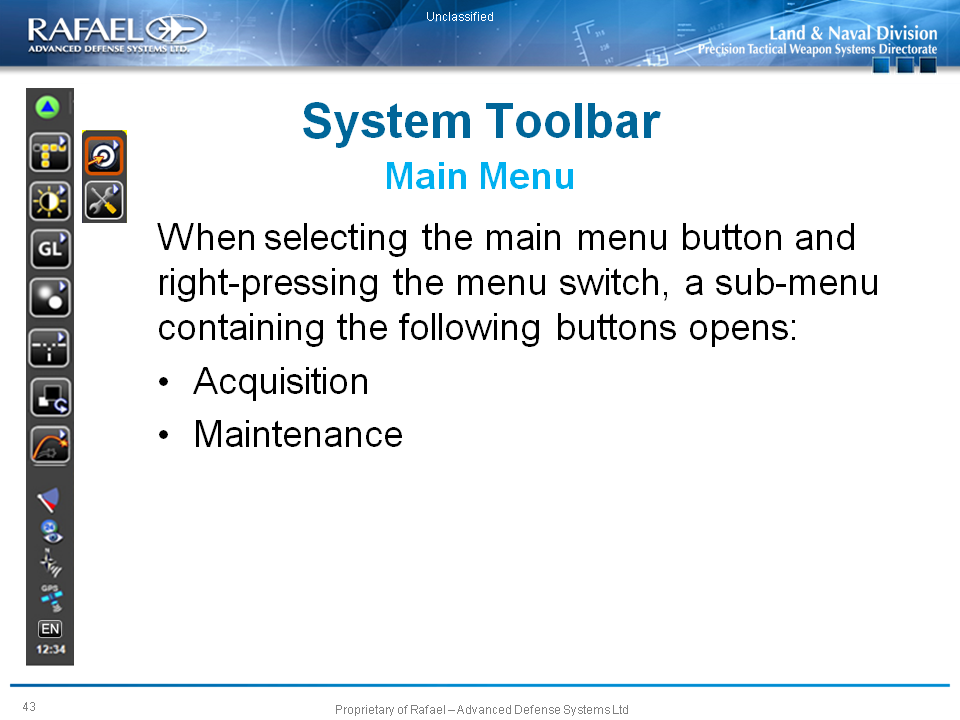 Unclassified
RAFAEL
ADVANCED DEFENSE SYSTEMS LTD.
Land & Naval Division
Precision Tactical Weapon Systems Directorate
System Toolbar
Main Menu
When selecting the main menu button and
right-pressing the menu switch, a sub-menu
containing the following buttons opens:
• Acquisition
• Maintenance
GL
24
N
GPS
EN
12:34
43
Proprietary of Rafael – Advanced Defense Systems Ltd